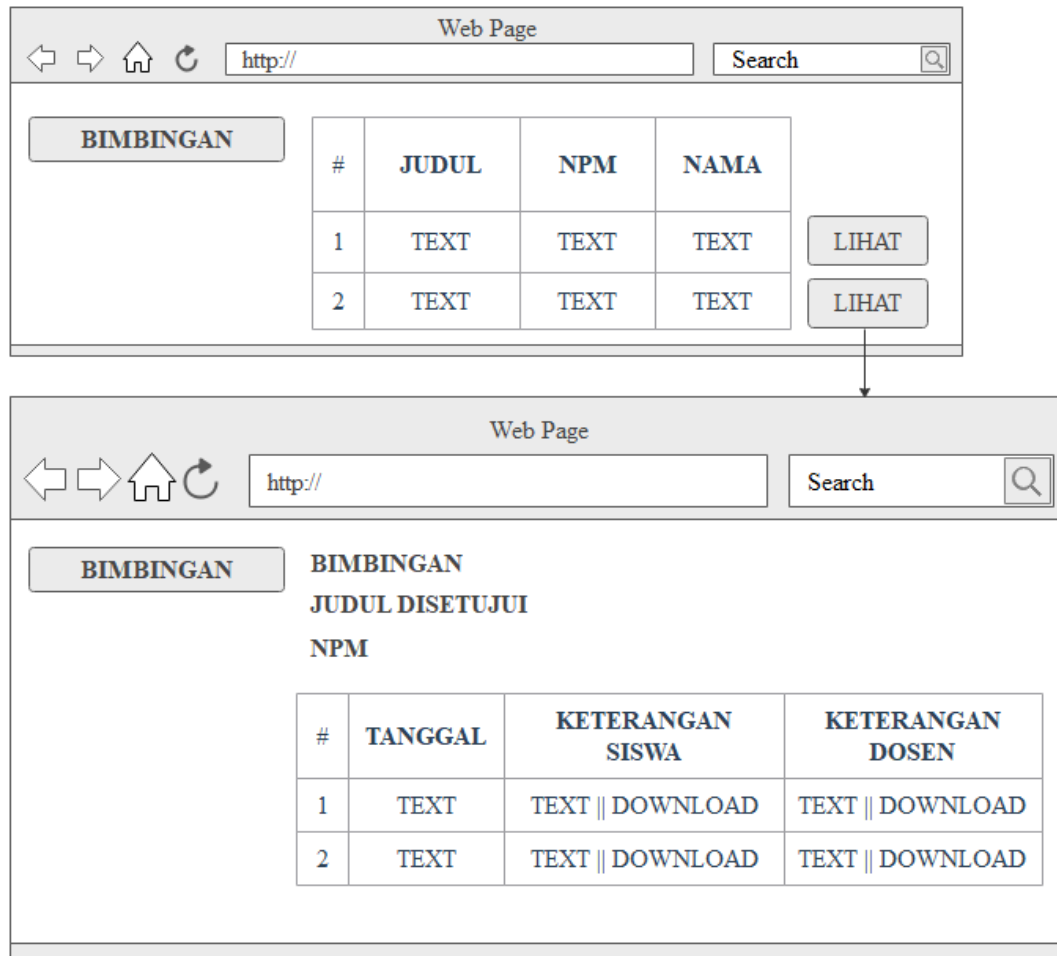 Web Page
http://
Search
BIMBINGAN
# JUDUL NPM NAMA
1 TEXT TEXT TEXT LIHAT
2 TEXT TEXT TEXT LIHAT
Web Page
http://
Search
BIMBINGAN
BIMBINGAN
JUDUL DISETUJUI
NPM
# TANGGAL KETERANGAN SISWA KETERANGAN DOSEN
1 TEXT TEXT || DOWNLOAD TEXT || DOWNLOAD
2 TEXT TEXT || DOWNLOAD TEXT || DOWNLOAD